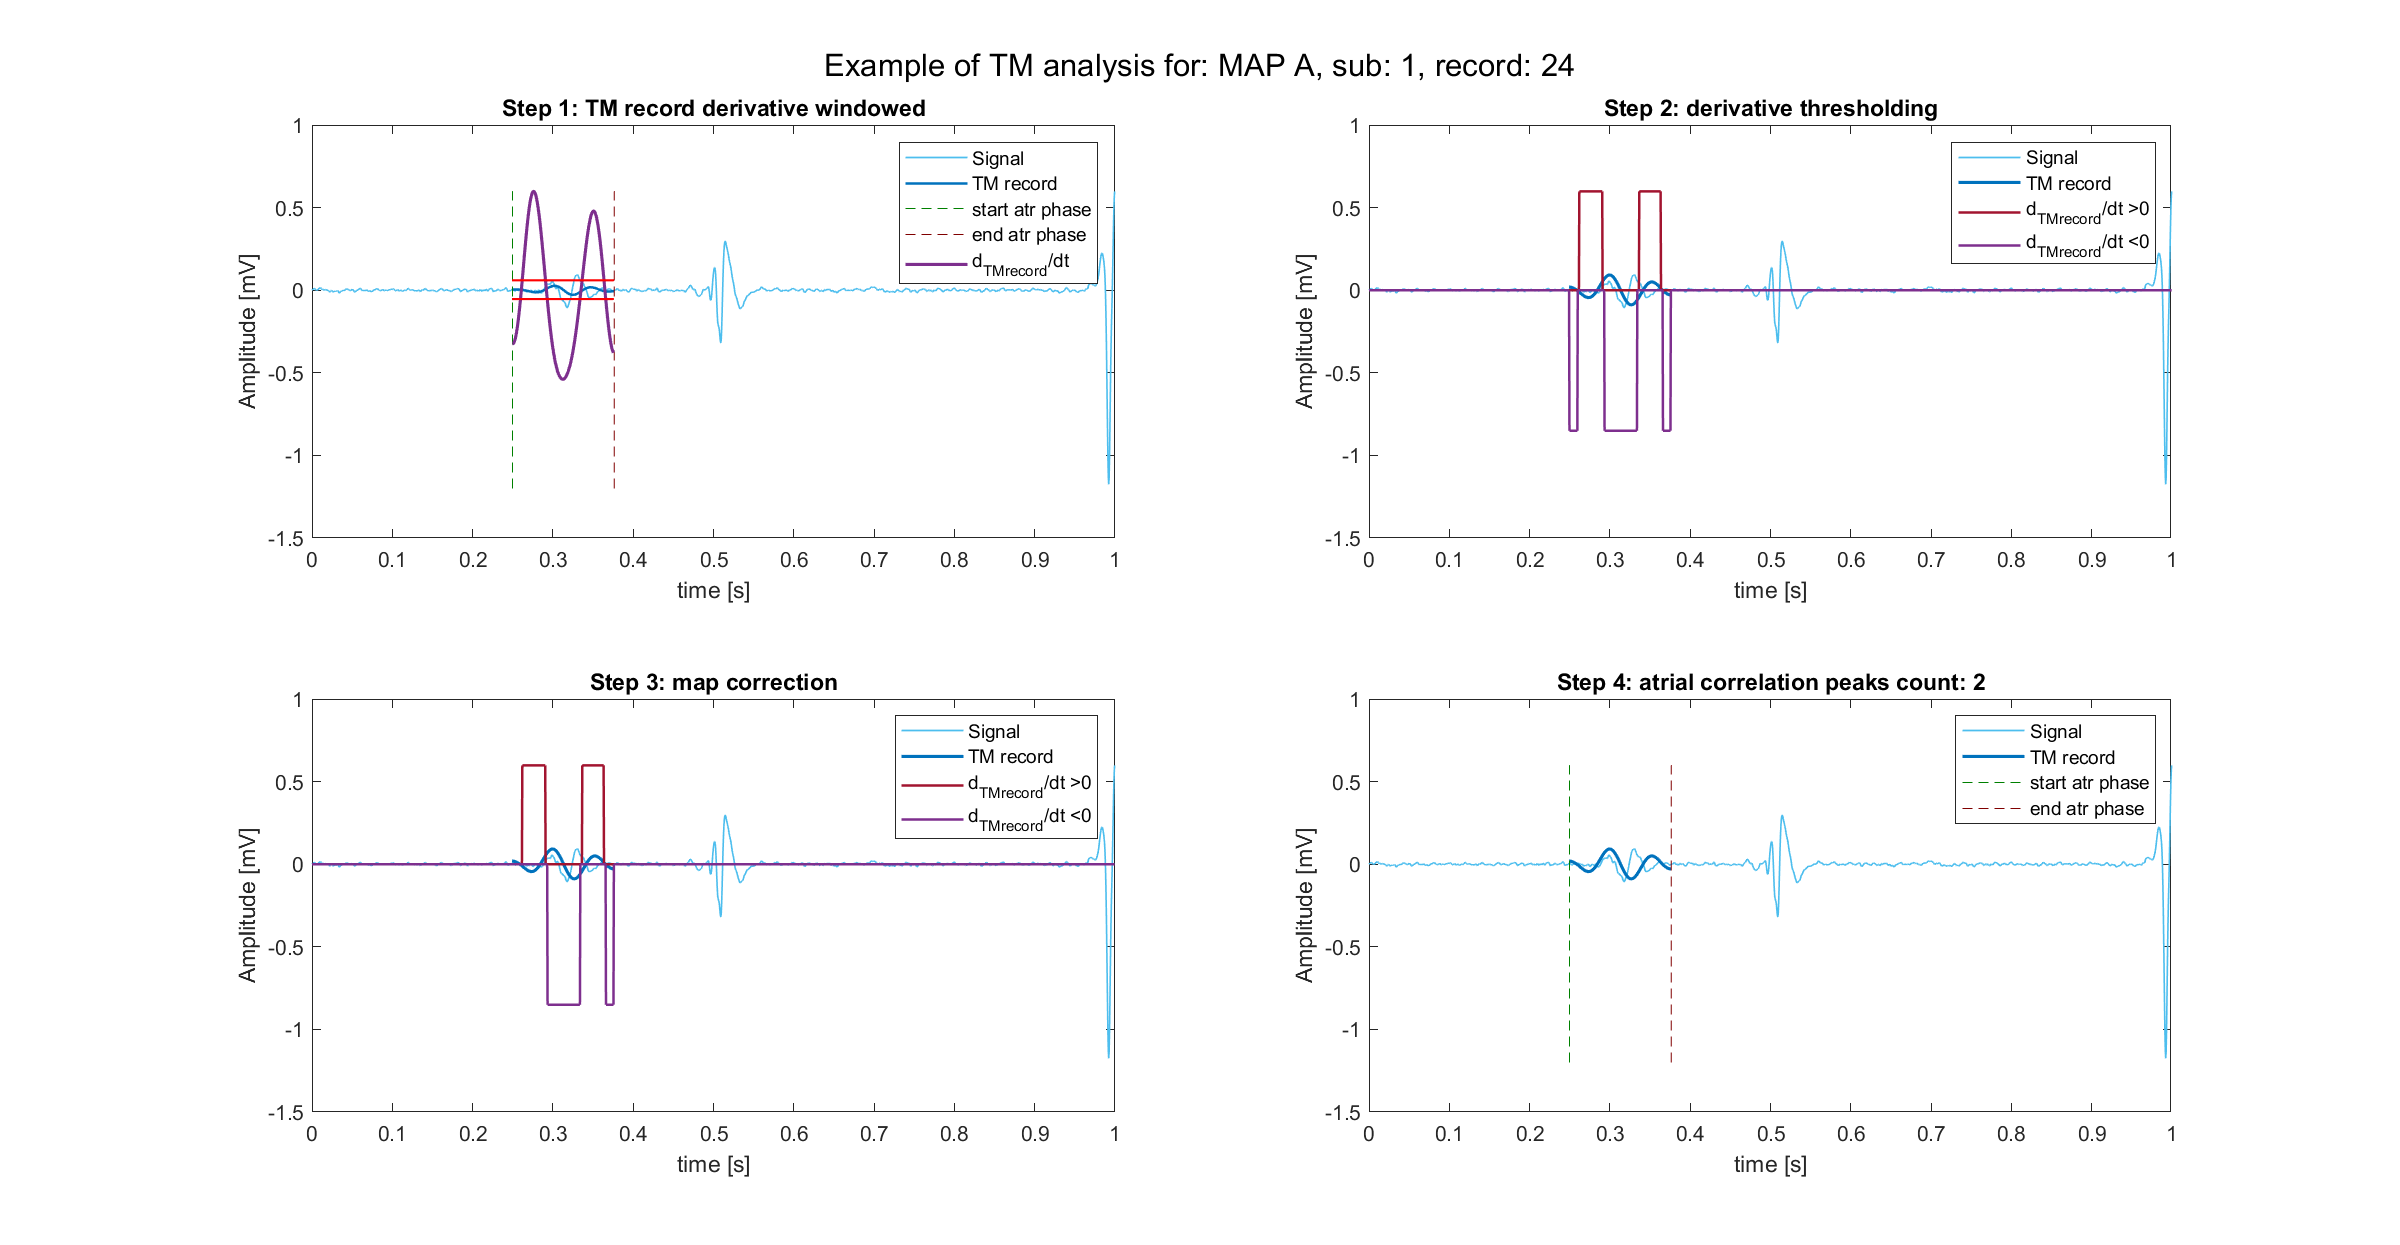 Example of TM analysis for: MAP A, sub: 1, record: 24
Step 1: TM record derivative windowed
1
0.5
0
-0.5
-1
-1.5
Amplitude [mV]
0 0.1 0.2 0.3 0.4 0.5 0.6 0.7 0.8 0.9 1
time [s]
Signal
TM record
start atr phase
end atr phase
dTMrecord/dt
Step 2: derivative thresholding
1
0.5
0
-0.5
-1
-1.5
Amplitude [mV]
0 0.1 0.2 0.3 0.4 0.5 0.6 0.7 0.8 0.9 1
time [s]
Signal
TM record
dTMrecord/dt >0
dTMrecord/dt <0
Step 3: map correction
1
0.5
0
-0.5
-1
-1.5
Amplitude [mV]
0 0.1 0.2 0.3 0.4 0.5 0.6 0.7 0.8 0.9 1
time [s]
Signal
TM record
dTMrecord/dt >0
dTMrecord/dt <0
Step 4: atrial correlation peaks count: 2
1
0.5
0
-0.5
-1
-1.5
Amplitude [mV]
0 0.1 0.2 0.3 0.4 0.5 0.6 0.7 0.8 0.9 1
time [s]
Signal
TM record
start atr phase
end atr phase